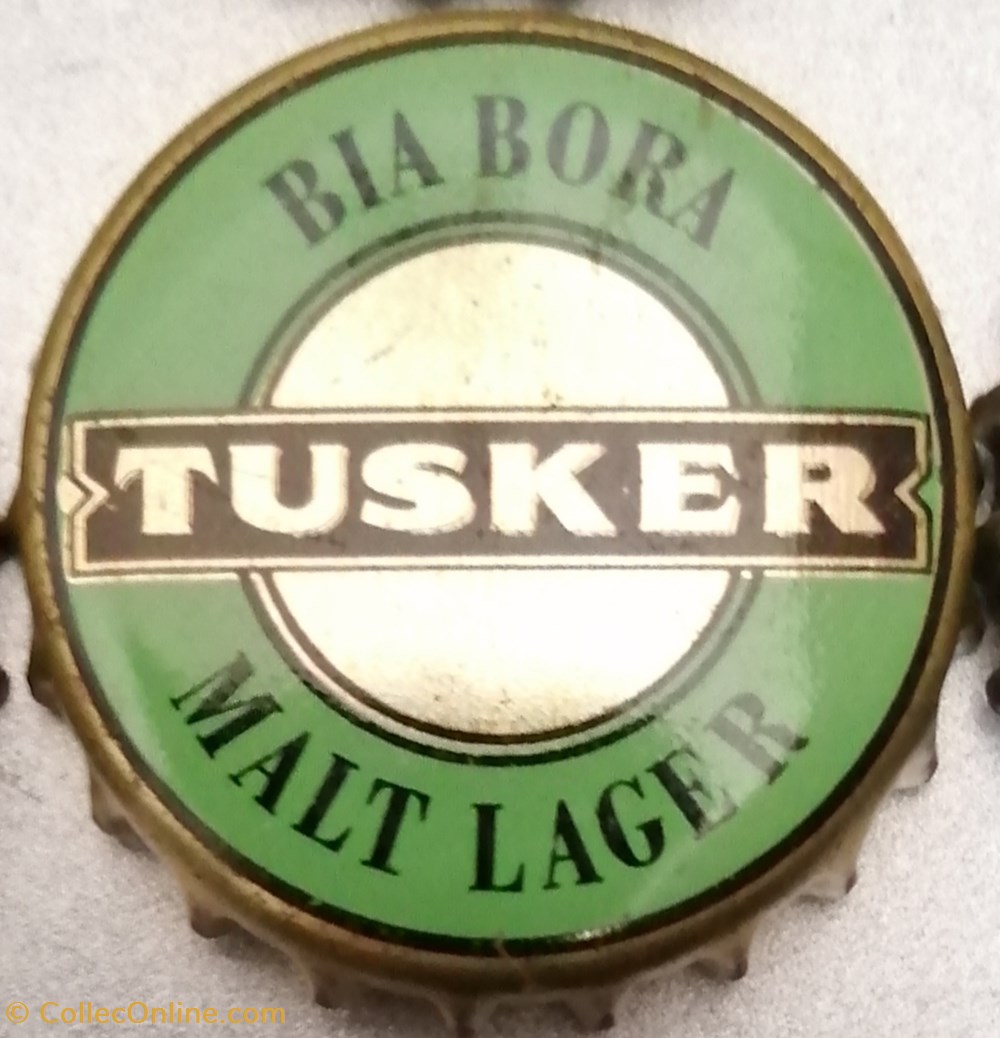 BIA BORA
TUSKER
MALT LAGER
© CollecOnline.com